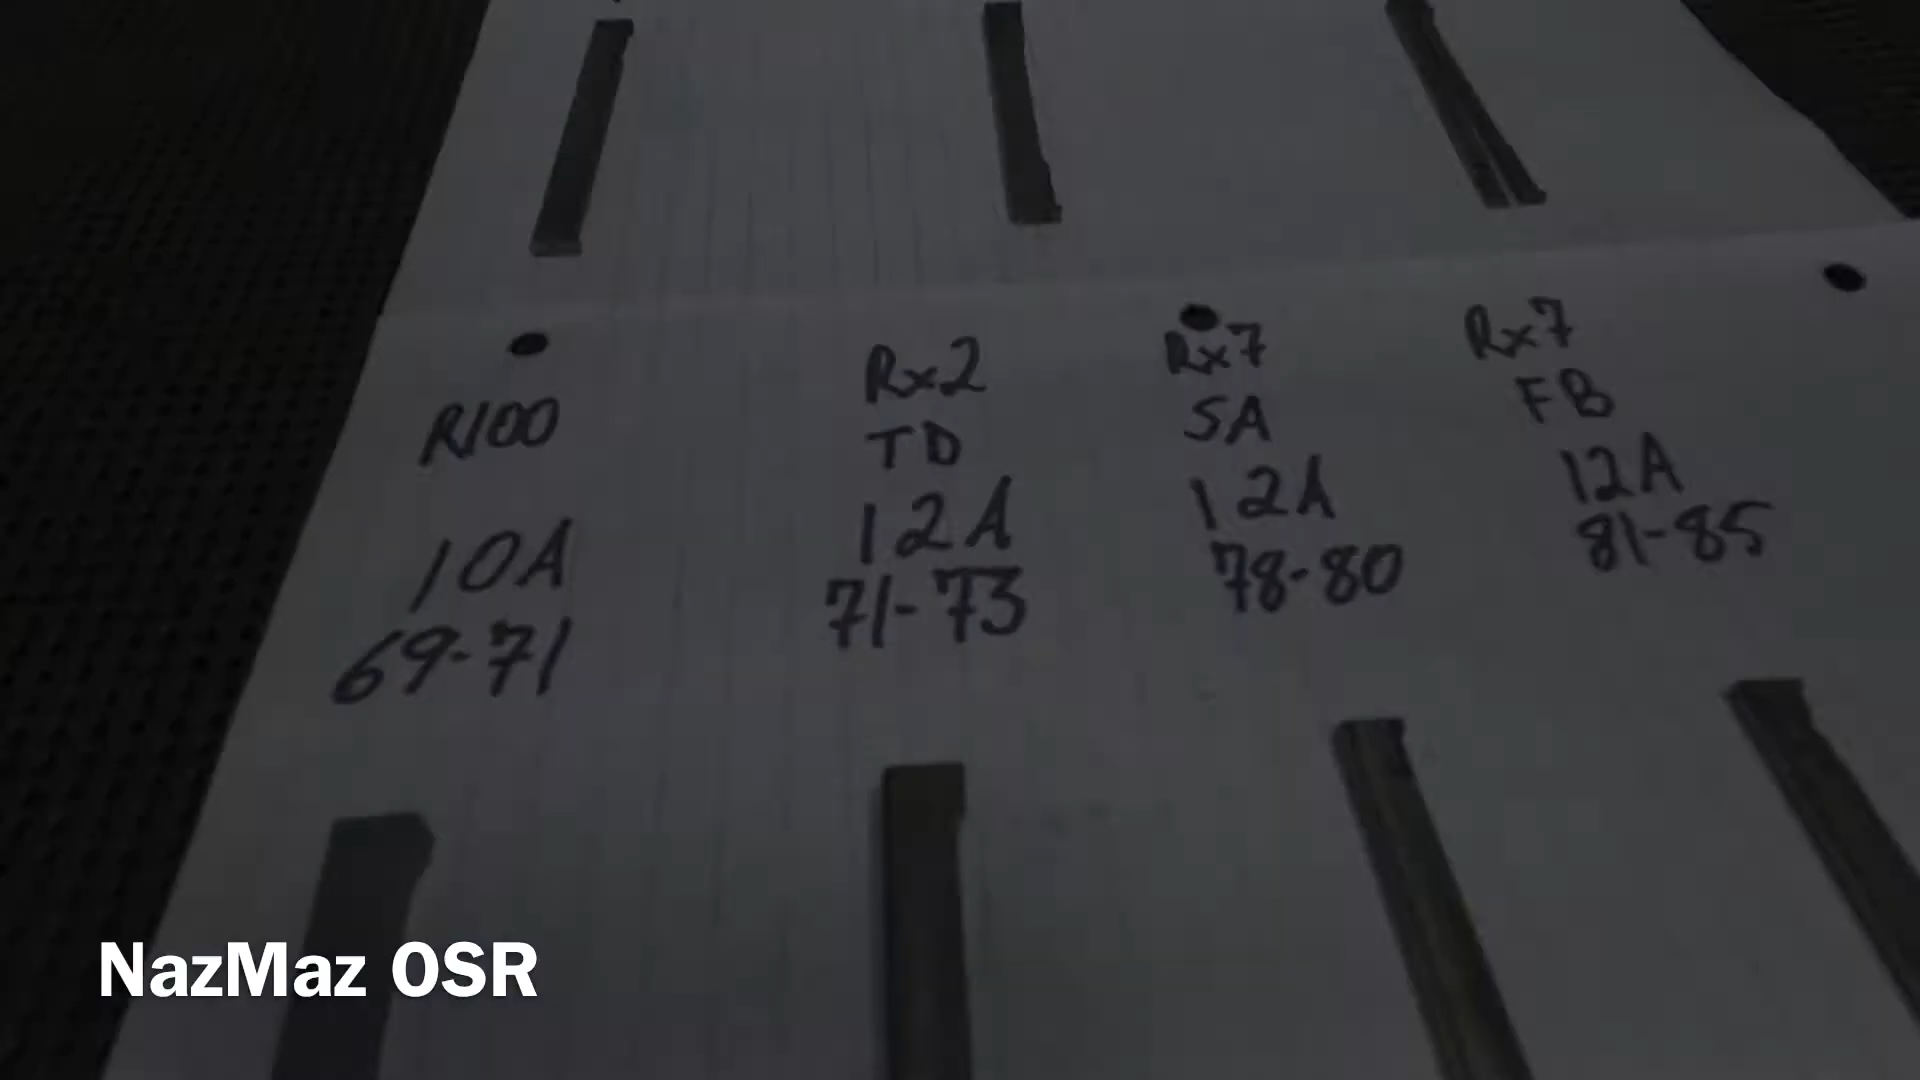 R100
10A
69-71
Rx2
TD
12A
71-73
Rx7
SA
12A
78-80
Rx7
FB
12A
81-85
NazMaz OSR